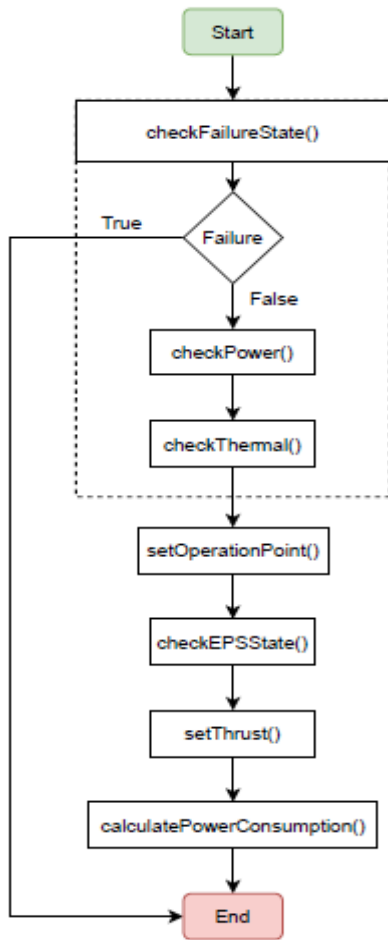 Start
checkFailureState()
True
Failure
False
checkPower()
checkThermal()
setOperationPoint()
checkEPSState()
setThrust()
calculatePowerConsumption()
End